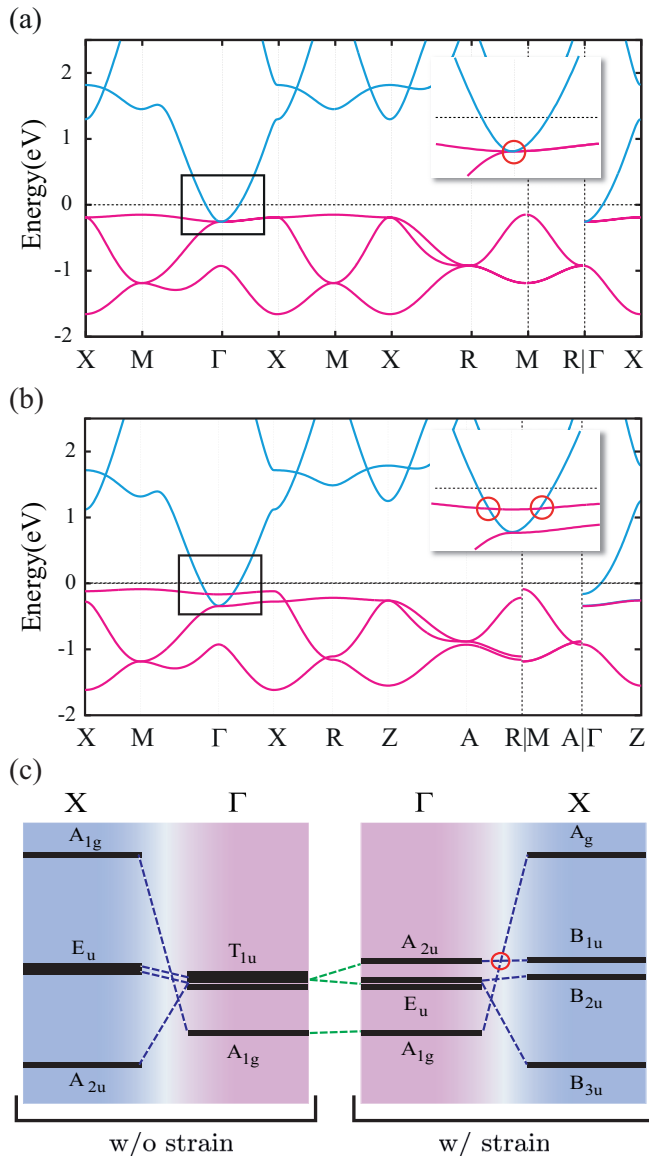 (a)
2
1
0
-1
-2
Energy(eV)
X M Γ X M X R M R|Γ X
(b)
2
1
0
-1
-2
Energy(eV)
X M Γ X R Z A R|M A|Γ Z
(c)
X Γ Γ X
A1g
Eu
A2u
T1u
A1g
A2u
Eu
A1g
Ag
B1u
B2u
B3u
w/o strain w/ strain